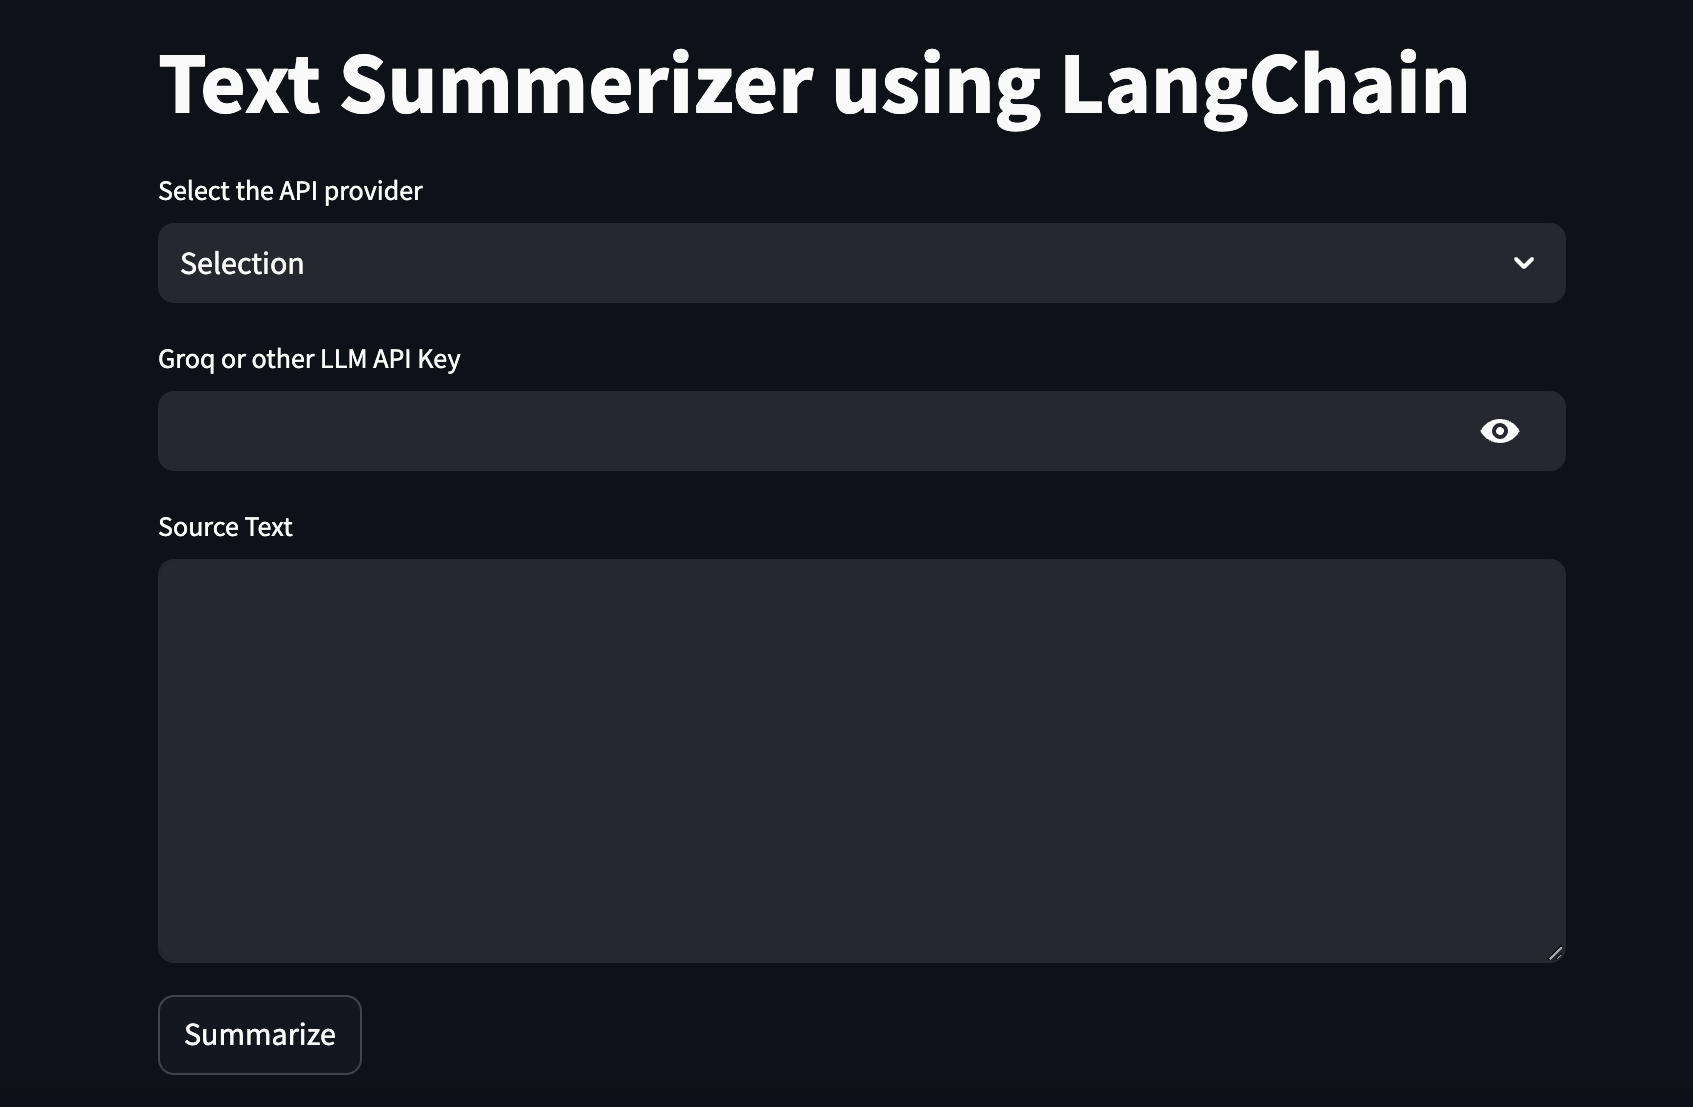 Text Summerizer using LangChain
Select the API provider
Selection
Groq or other LLM API Key
Source Text
Summarize